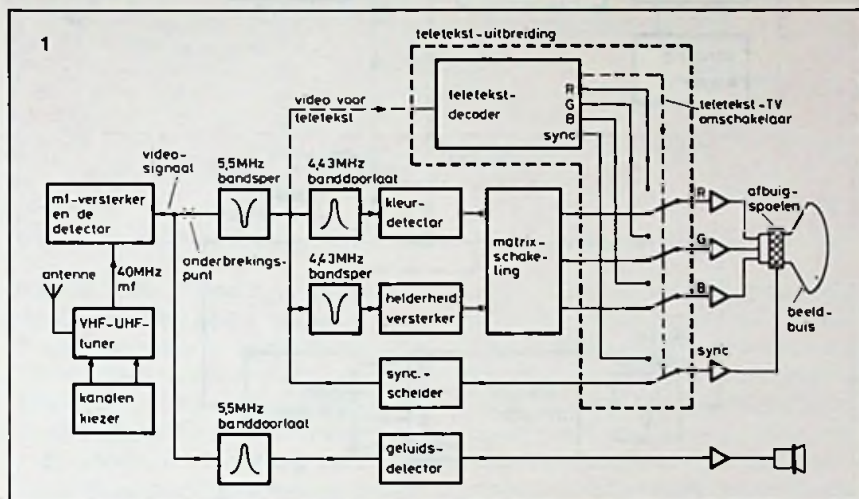 1
teletekst-uitbreiding
video voor
teletekst
teletekst-
decoder
R
G
B
sync
teletekst-TV
omschakelaar
video-
signaal
5,5MHz
bandsper
4,43MHz
banddoorlaat
mf-versterker
en de
detector
kleur-
detector
matrix-
schake-
ling
R
G
B
afbuig-
spoelen
beeld-
buis
onderbrekings-
punt
4,43MHz
bandsper
antenne
40MHz
mf
helderheid
versterker
VHF-UHF-
tuner
sync.-
scheider
sync
kanalen
kiezer
5,5MHz
banddoorlaat
geluids-
detector